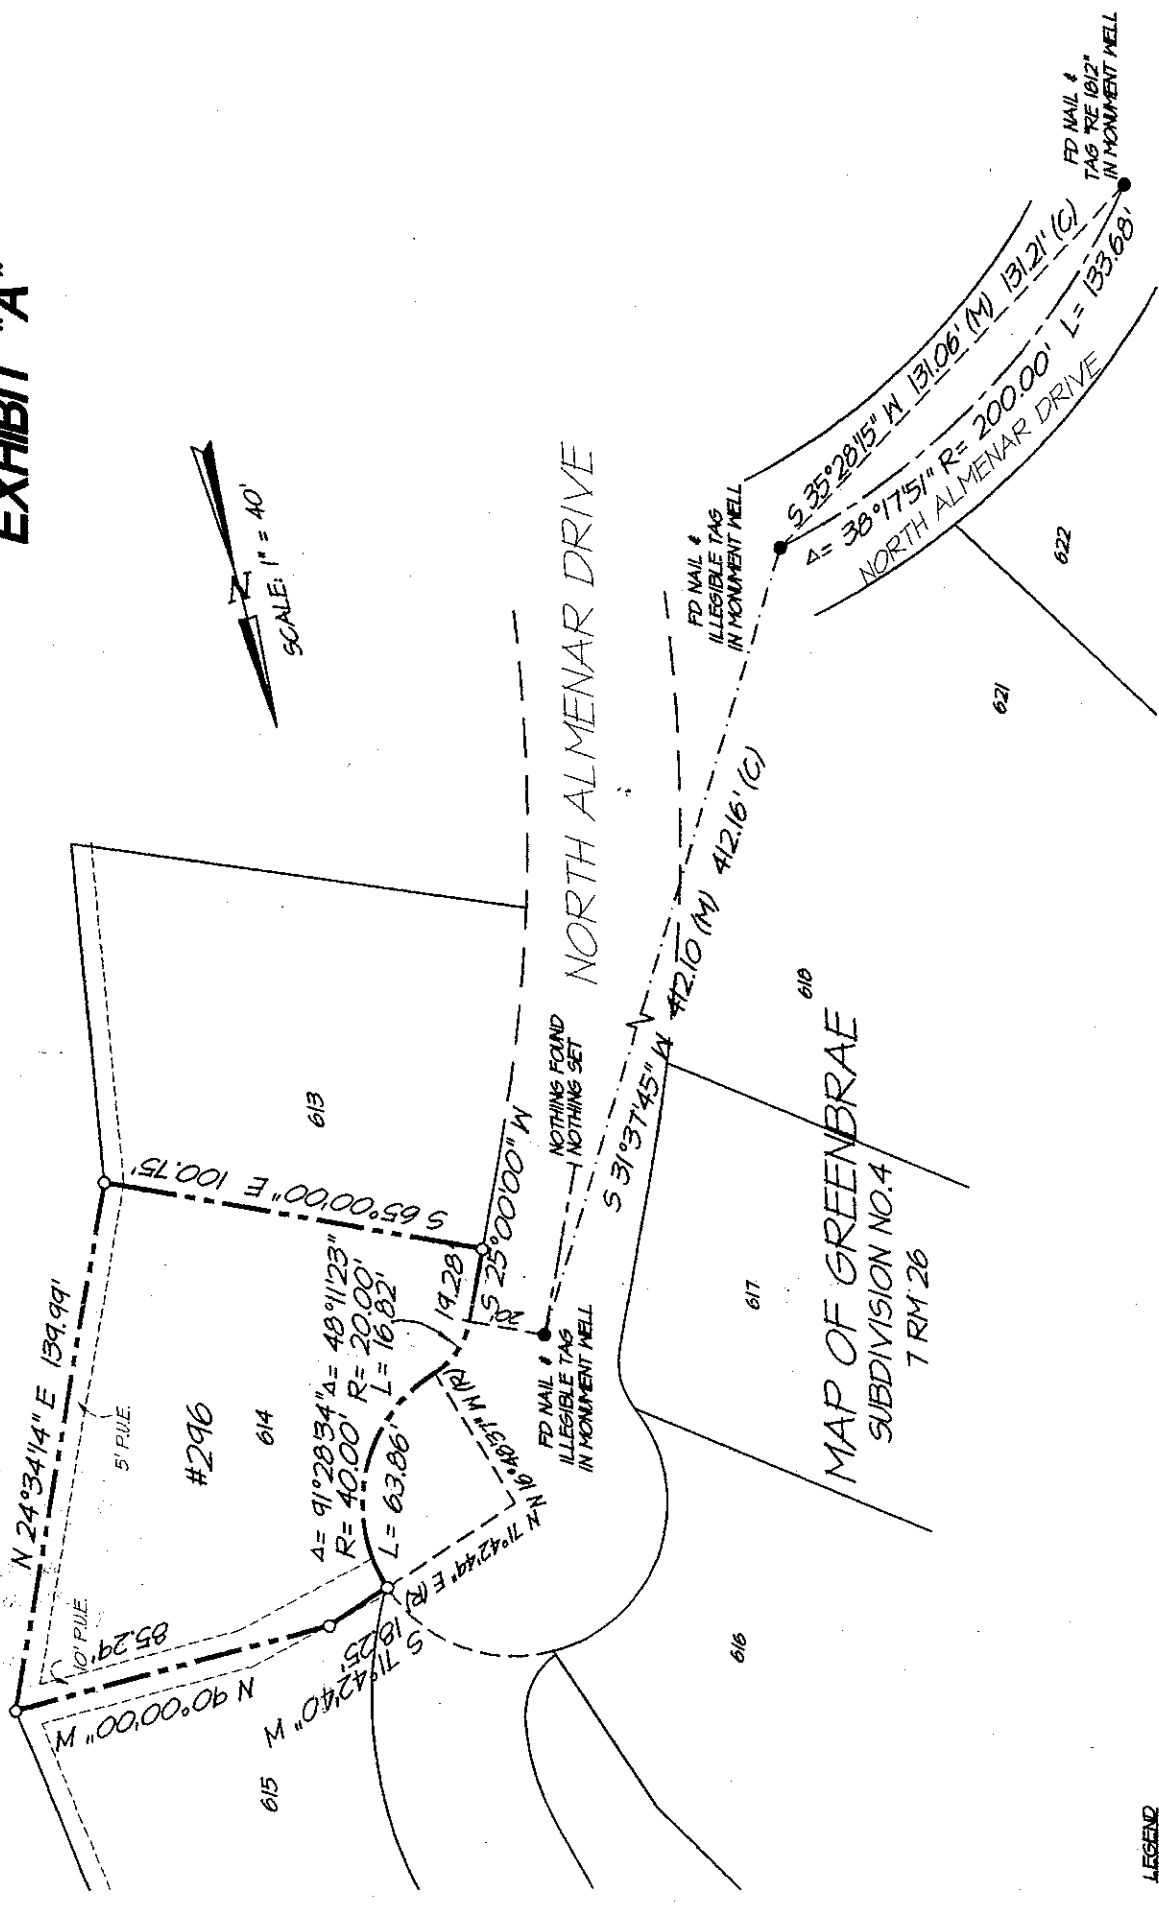 EXHIBIT "A"
SCALE: 1" = 40'
N 24°34'14" E 139.99'
5' P.U.E.
10' P.U.E.
85.29'
N 90°00'00" W
S 71°42'40" W
18.25'
#296
614
613
615
616
617
618
621
622
S 65°00'00" E 100.75'
Δ= 91°28'34"
R= 40.00'
L= 63.86'
Δ= 48°11'23"
R= 20.00'
L= 16.82'
19.28'
S 25°00'00" W
20'
N 71°42'49" E (R)
N 16°48'37" W (R)
FD NAIL &
ILLEGIBLE TAG
IN MONUMENT WELL
NOTHING FOUND
NOTHING SET
NORTH ALMENAR DRIVE
S 31°37'45" W 412.10 (M) 412.16' (C)
FD NAIL &
ILLEGIBLE TAG
IN MONUMENT WELL
S 35°28'15" W 131.06' (M) 131.21' (C)
Δ= 38°17'51" R= 200.00' L= 133.68'
NORTH ALMENAR DRIVE
FD NAIL &
TAG "RE 1812"
IN MONUMENT WELL
MAP OF GREENBRAE
SUBDIVISION NO.4
7 RM 26
LEGEND